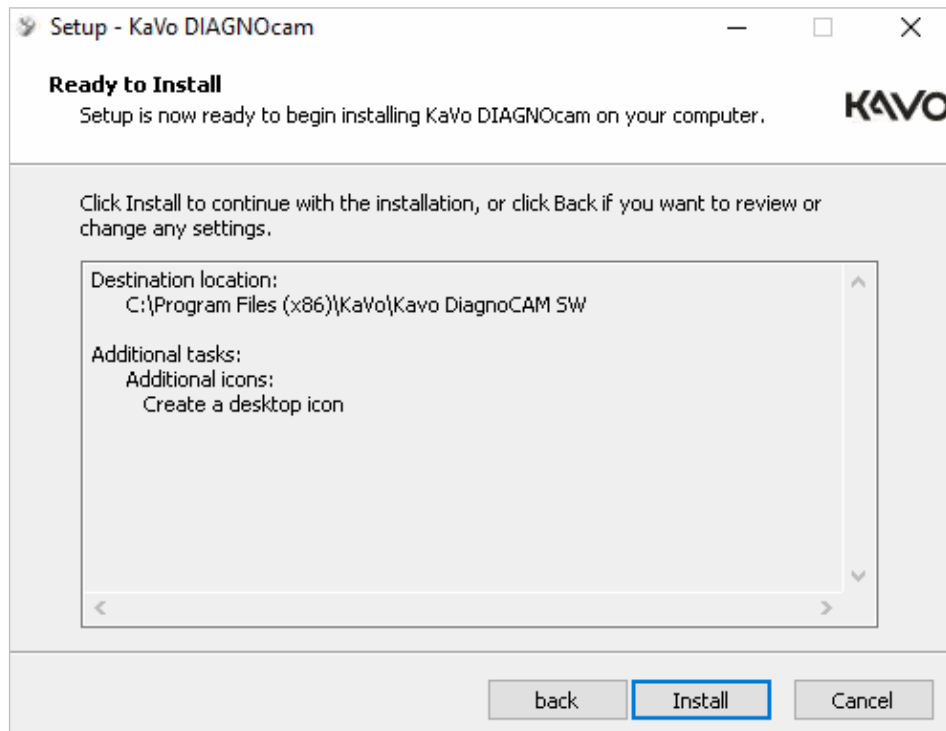 Setup - KaVo DIAGNOcam
Ready to Install
Setup is now ready to begin installing KaVo DIAGNOcam on your computer.
KAVO
Click Install to continue with the installation, or click Back if you want to review or
change any settings.
Destination location:
C:\Program Files (x86)\KaVo\Kavo DiagnoCAM SW
Additional tasks:
Additional icons:
Create a desktop icon
back
Install
Cancel